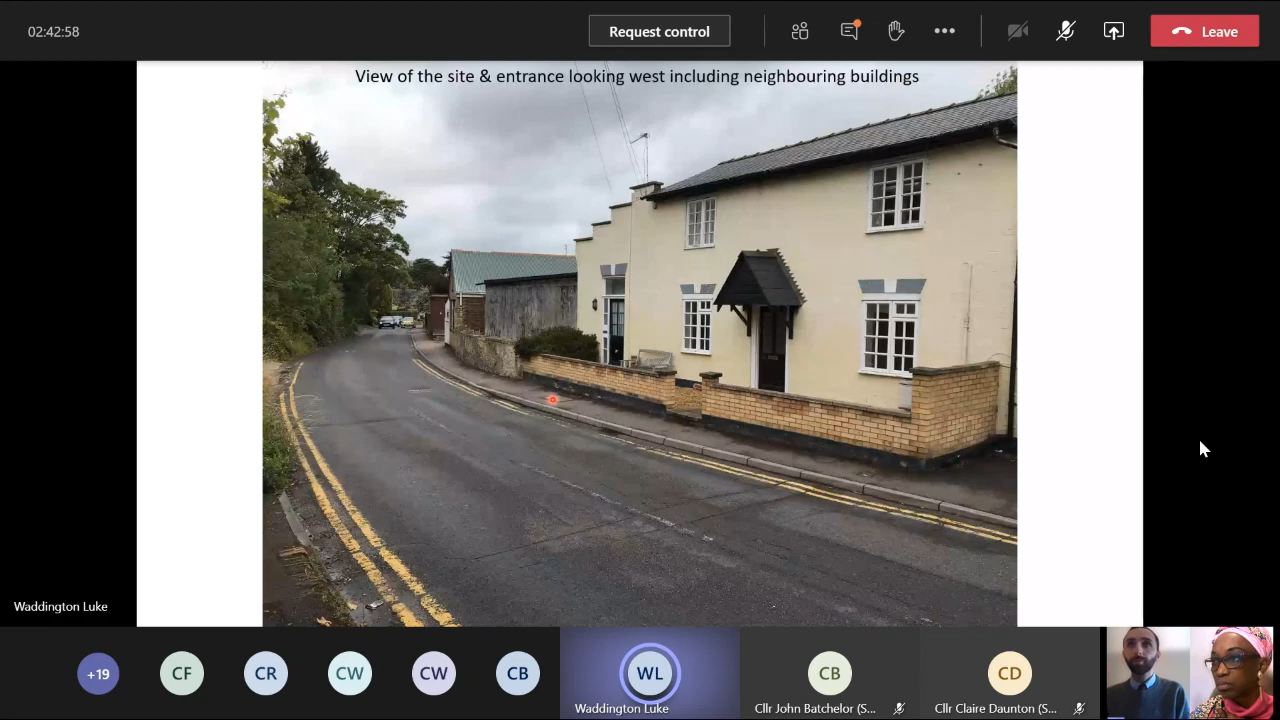 02:42:58
Request control
Leave
View of the site & entrance looking west including neighbouring buildings
Waddington Luke
+19
CF
CR
CW
CW
CB
WL
Waddington Luke
CB
Cllr John Batchelor (S...
CD
Cllr Claire Daunton (S...